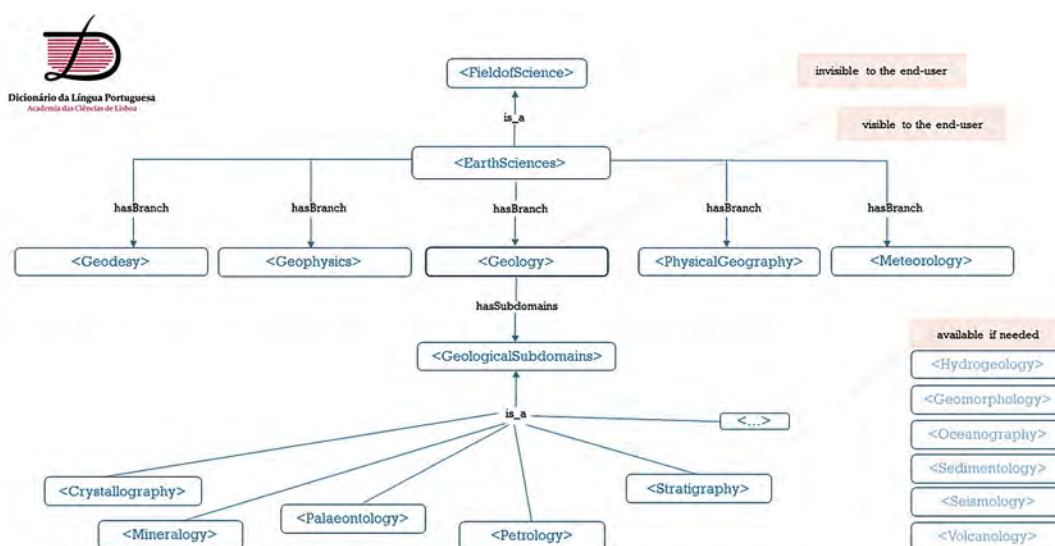 Dicionário da Língua Portuguesa
Academia das Ciências de Lisboa
<FieldofScience>
invisible to the end-user
is_a
visible to the end-user
<EarthSciences>
hasBranch
hasBranch
hasBranch
hasBranch
hasBranch
<Geodesy>
<Geophysics>
<Geology>
<PhysicalGeography>
<Meteorology>
hasSubdomains
<GeologicalSubdomains>
available if needed
<Hydrogeology>
<Geomorphology>
<Oceanography>
<Sedimentology>
<Seismology>
<Volcanology>
is_a
<...>
<Crystallography>
<Mineralogy>
<Palaeontology>
<Petrology>
<Stratigraphy>